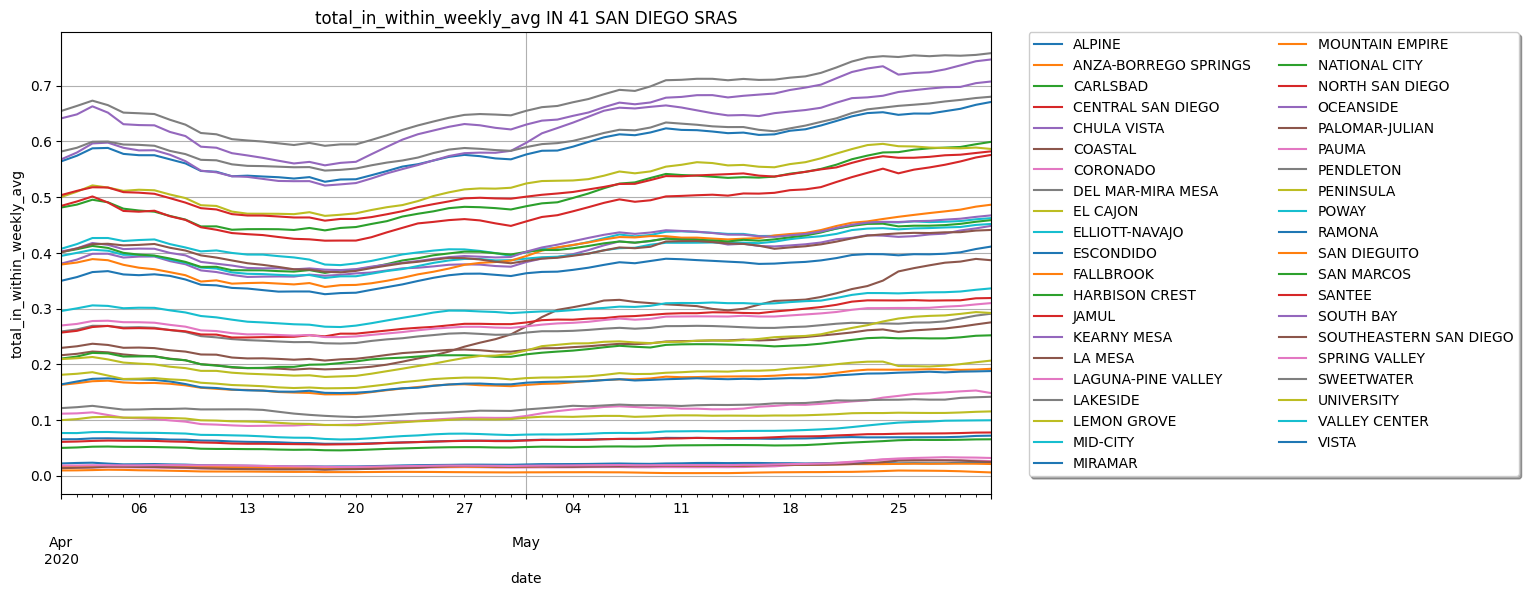 total_in_within_weekly_avg IN 41 SAN DIEGO SRAS
total_in_within_weekly_avg
0.7
0.6
0.5
0.4
0.3
0.2
0.1
0.0
06
13
20
27
04
11
18
25
Apr
2020
May
date
ALPINE
ANZA-BORREGO SPRINGS
CARLSBAD
CENTRAL SAN DIEGO
CHULA VISTA
COASTAL
CORONADO
DEL MAR-MIRA MESA
EL CAJON
ELLIOTT-NAVAJO
ESCONDIDO
FALLBROOK
HARBISON CREST
JAMUL
KEARNY MESA
LA MESA
LAGUNA-PINE VALLEY
LAKESIDE
LEMON GROVE
MID-CITY
MIRAMAR
MOUNTAIN EMPIRE
NATIONAL CITY
NORTH SAN DIEGO
OCEANSIDE
PALOMAR-JULIAN
PAUMA
PENDLETON
PENINSULA
POWAY
RAMONA
SAN DIEGUITO
SAN MARCOS
SANTEE
SOUTH BAY
SOUTHEASTERN SAN DIEGO
SPRING VALLEY
SWEETWATER
UNIVERSITY
VALLEY CENTER
VISTA